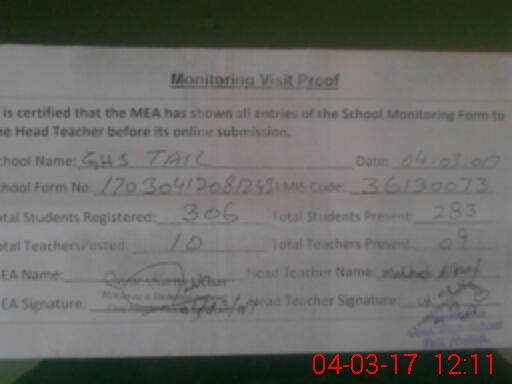 Monitoring Visit Proof
is certified that the MEA has shown all entries of the School Monitoring Form to
he Head Teacher before its online submission.
chool Name: GHS TAIL Date: 04.03.017
chool Form No: EMIS Code: 36130073
otal Students Registered: 306 Total Students Present: 283
otal TeachersPosted: 10 Total Teachers Present: 09
EA Name: Head Teacher Name:
EA Signature: Head Teacher Signature:
04-03-17 12:11